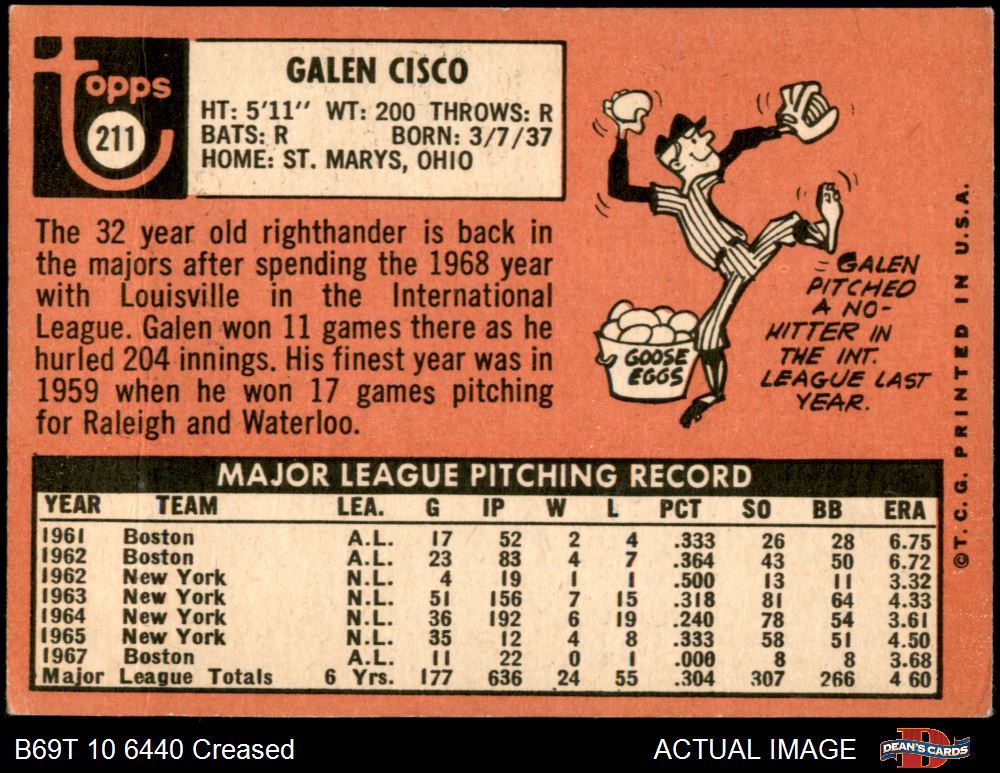 Topps
211
GALEN CISCO
HT: 5'11" WT: 200 THROWS: R
BATS: R BORN: 3/7/37
HOME: ST. MARYS, OHIO
The 32 year old righthander is back in
the majors after spending the 1968 year
with Louisville in the International
League. Galen won 11 games there as he
hurled 204 innings. His finest year was in
1959 when he won 17 games pitching
for Raleigh and Waterloo.
GALEN
PITCHED
A NO-
HITTER IN
THE INT.
LEAGUE LAST
YEAR.
GOOSE
EGGS
MAJOR LEAGUE PITCHING RECORD
YEAR TEAM LEA. G IP W L PCT SO BB ERA
1961 Boston A.L. 17 52 2 4 .333 26 28 6.75
1962 Boston A.L. 23 83 4 7 .364 43 50 6.72
1962 New York N.L. 4 19 1 1 .500 13 11 3.32
1963 New York N.L. 51 156 7 15 .318 81 64 4.33
1964 New York N.L. 36 192 6 19 .240 78 54 3.61
1965 New York N.L. 35 12 4 8 .333 58 51 4.50
1967 Boston A.L. 11 22 0 1 .000 8 8 3.68
Major League Totals 6 Yrs. 177 636 24 55 .304 307 266 4 60
©T.C.G. PRINTED IN U.S.A.
B69T 10 6440 Creased
ACTUAL IMAGE
DEAN'S CARDS